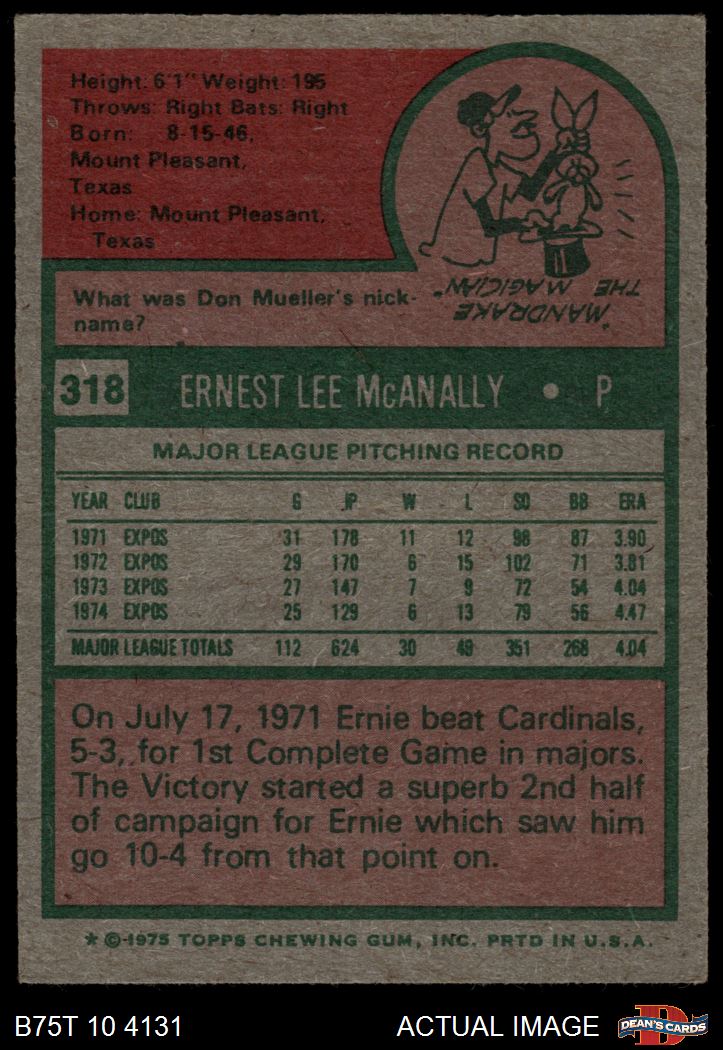 Height: 6'1" Weight: 195
Throws: Right Bats: Right
Born: 8-15-46,
Mount Pleasant,
Texas
Home: Mount Pleasant,
Texas
What was Don Mueller's nick-
name?
"MANDRAKE
THE
MAGICIAN"
318 ERNEST LEE McANALLY • P
MAJOR LEAGUE PITCHING RECORD
YEAR CLUB G IP W L SO BB ERA
1971 EXPOS 31 178 11 12 98 87 3.90
1972 EXPOS 29 170 6 15 102 71 3.81
1973 EXPOS 27 147 7 9 72 54 4.04
1974 EXPOS 25 129 6 13 79 56 4.47
MAJOR LEAGUE TOTALS 112 624 30 49 351 268 4.04
On July 17, 1971 Ernie beat Cardinals,
5-3, for 1st Complete Game in majors.
The Victory started a superb 2nd half
of campaign for Ernie which saw him
go 10-4 from that point on.
* ©1975 TOPPS CHEWING GUM, INC. PRTD IN U.S.A.
B75T 10 4131 ACTUAL IMAGE DEAN'S CARDS